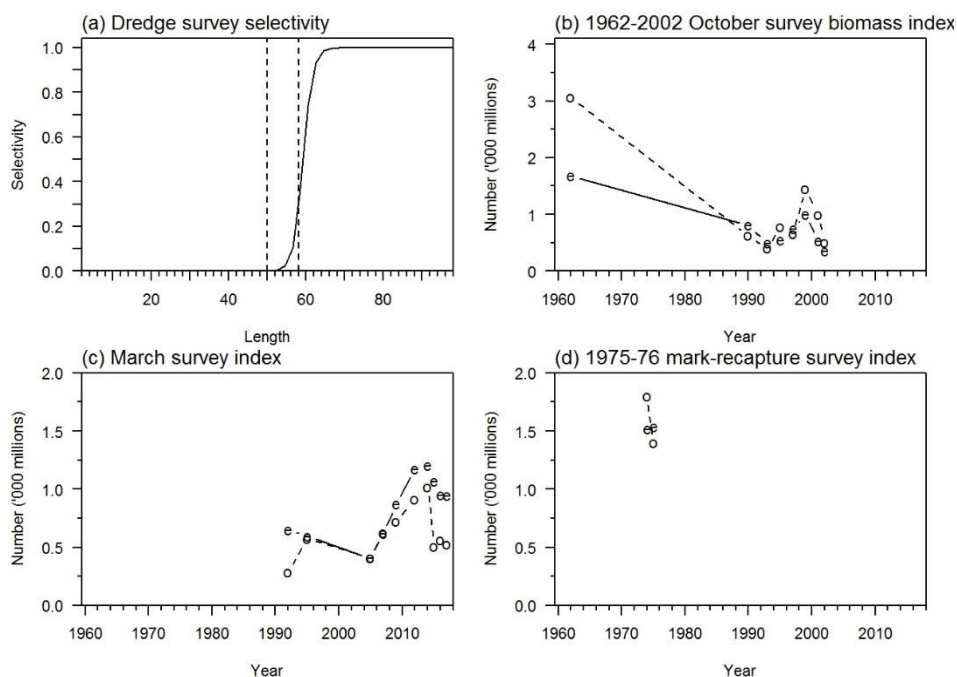 (a) Dredge survey selectivity
1.0
0.8
0.6
0.4
0.2
0.0
Selectivity
20 40 60 80
Length
(b) 1962-2002 October survey biomass index
4
3
2
1
0
Number ('000 millions)
o
e
e
o
e
o
o
e
e
o
o
e
o
e
o
e
1960 1970 1980 1990 2000 2010
Year
(c) March survey index
2.0
1.5
1.0
0.5
0.0
Number ('000 millions)
e
o
e
o
e
o
e
o
e
o
e
o
e
o
e
o
e
o
e
o
1960 1970 1980 1990 2000 2010
Year
(d) 1975-76 mark-recapture survey index
2.0
1.5
1.0
0.5
0.0
Number ('000 millions)
o
e
e
o
1960 1970 1980 1990 2000 2010
Year